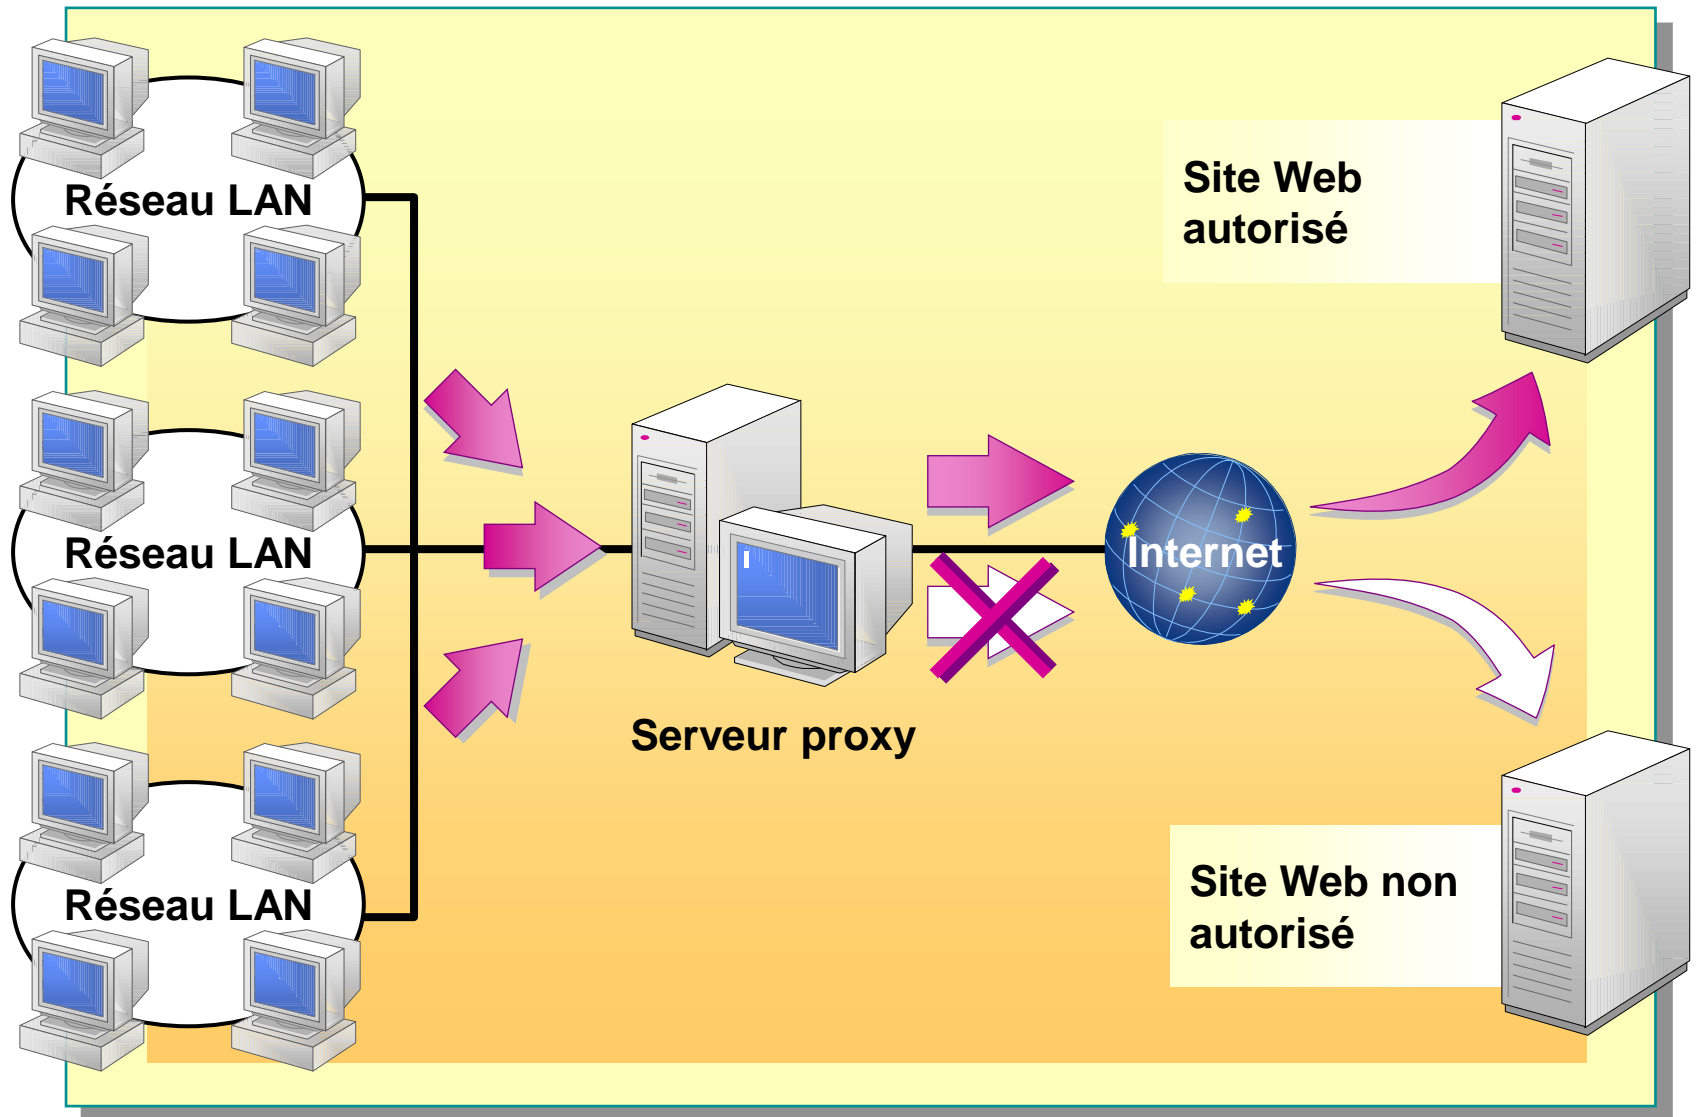 Réseau LAN
Site Web
autorisé
Réseau LAN
Internet
Serveur proxy
Réseau LAN
Site Web non
autorisé